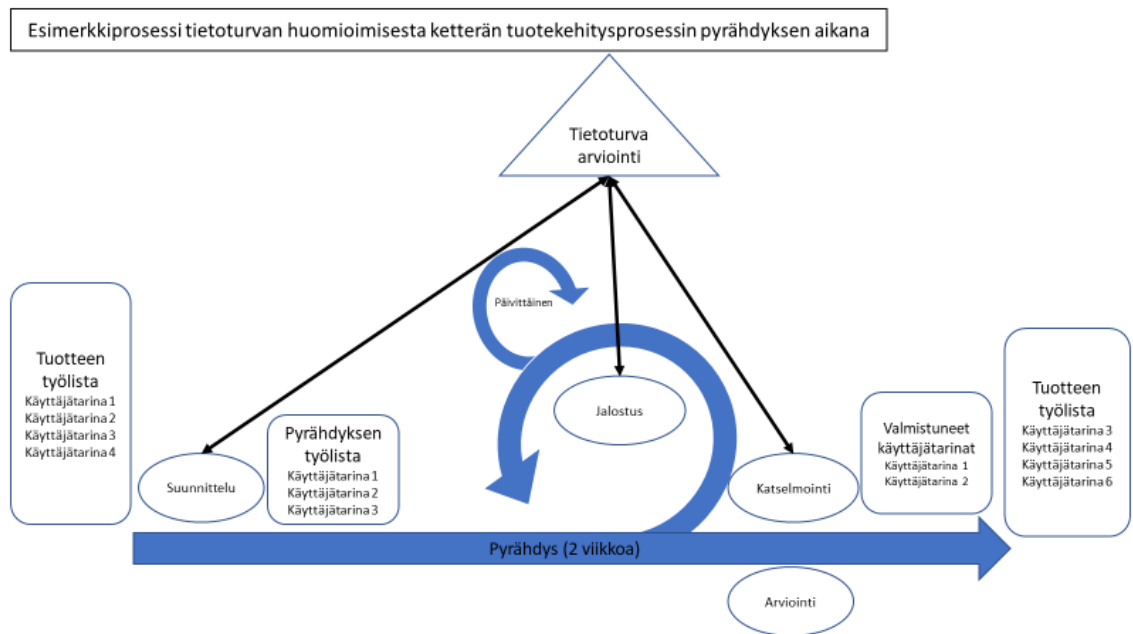 Esimerkkiprosessi tietoturvan huomioimisesta ketterän tuotekehitysprosessin pyrähdyksen aikana
Tietoturva
arviointi
Päivittäinen
Tuotteen
työlista
Käyttäjätarina 1
Käyttäjätarina 2
Käyttäjätarina 3
Käyttäjätarina 4
Suunnittelu
Pyrähdyksen
työlista
Käyttäjätarina 1
Käyttäjätarina 2
Käyttäjätarina 3
Jalostus
Katselmointi
Valmistuneet
käyttäjätarinat
Käyttäjätarina 1
Käyttäjätarina 2
Tuotteen
työlista
Käyttäjätarina 3
Käyttäjätarina 4
Käyttäjätarina 5
Käyttäjätarina 6
Pyrähdys (2 viikkoa)
Arviointi